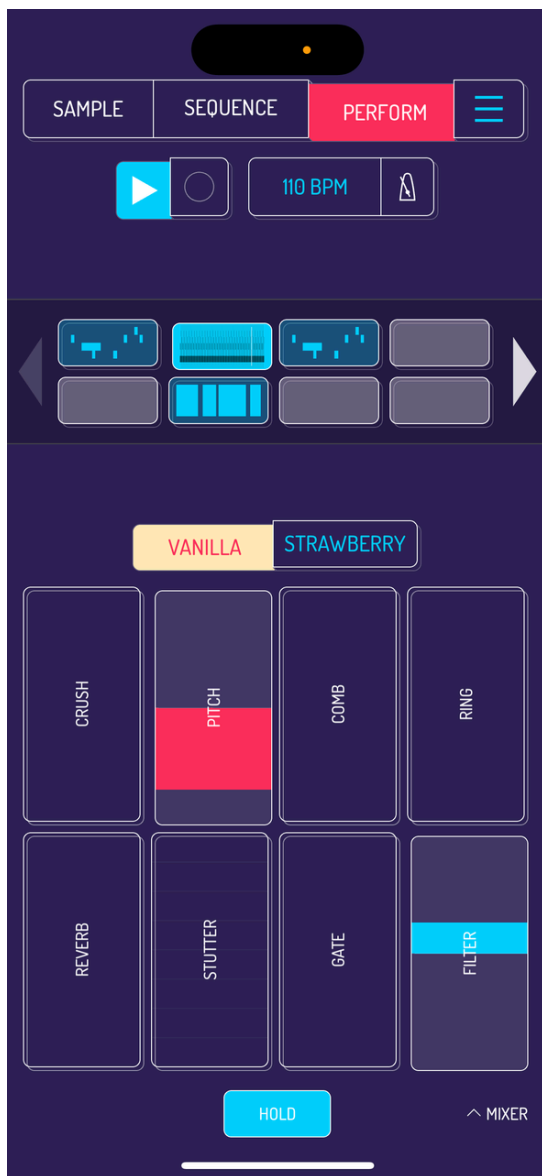 SAMPLE SEQUENCE PERFORM
110 BPM
VANILLA STRAWBERRY
CRUSH PITCH COMB RING
REVERB STUTTER GATE FILTER
HOLD MIXER